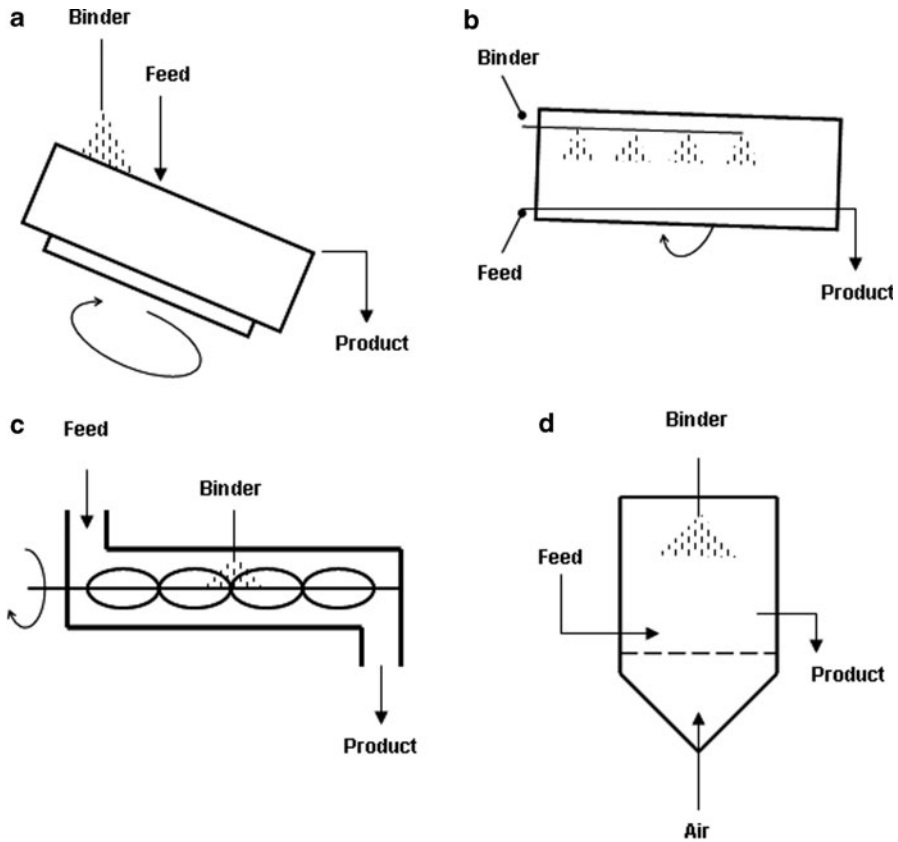 a
Binder
Feed
Product
b
Binder
Feed
Product
c
Feed
Binder
Product
d
Binder
Feed
Product
Air